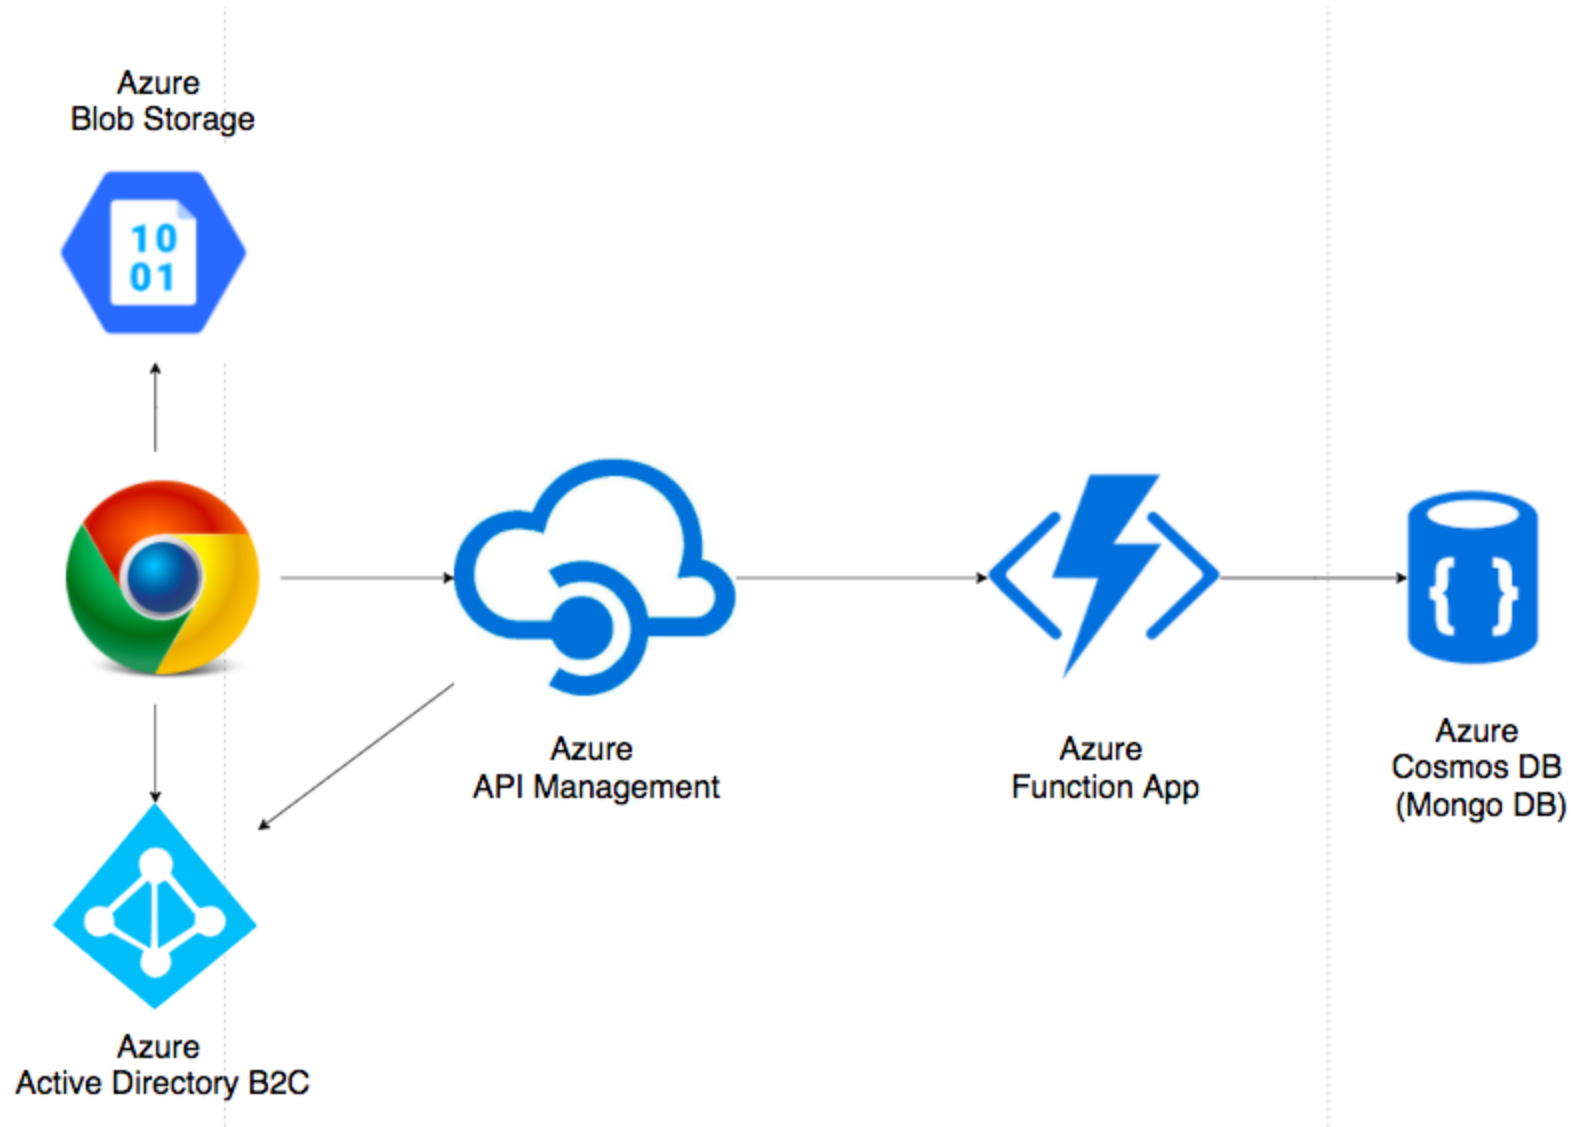 Azure
Blob Storage
10
01
Azure
API Management
Azure
Function App
{ }
Azure
Cosmos DB
(Mongo DB)
Azure
Active Directory B2C